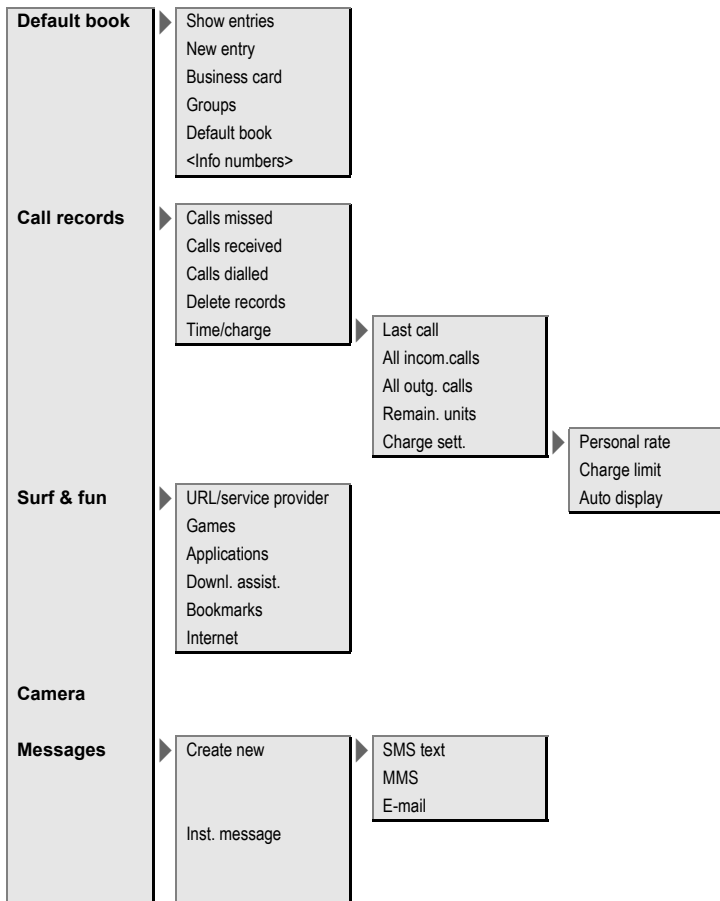 Default book
Show entries
New entry
Business card
Groups
Default book
<Info numbers>
Call records
Calls missed
Calls received
Calls dialled
Delete records
Time/charge
Last call
All incom.calls
All outg. calls
Remain. units
Charge sett.
Personal rate
Charge limit
Auto display
Surf & fun
URL/service provider
Games
Applications
Downl. assist.
Bookmarks
Internet
Camera
Messages
Create new
SMS text
MMS
E-mail
Inst. message